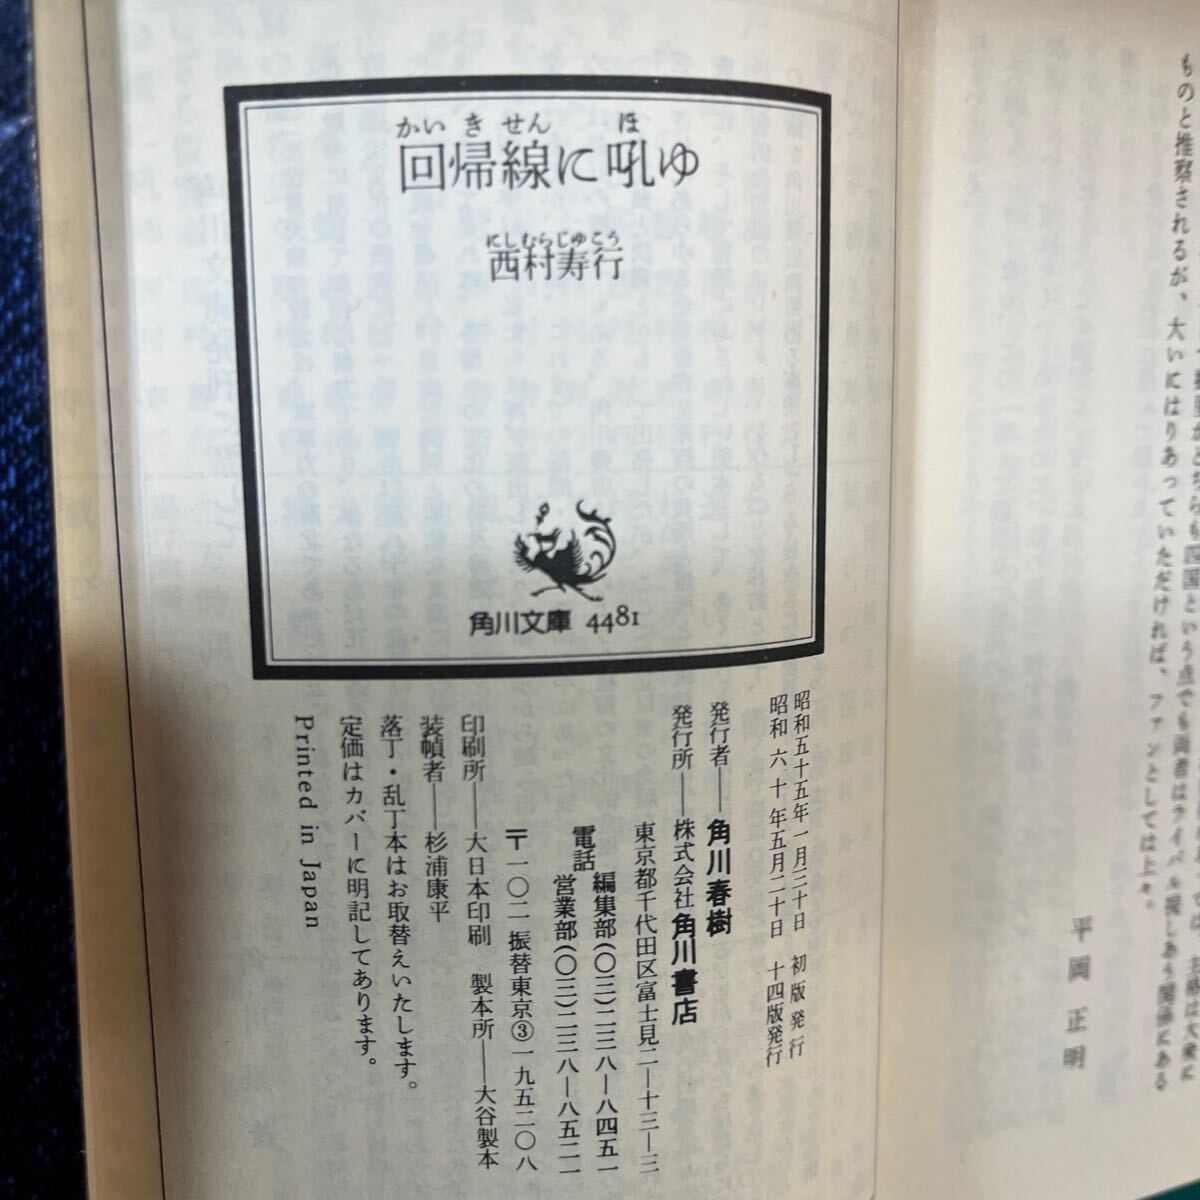 ものと推察されるが、大いにはりあっていただければ、ファンとしては上々。
平岡正明
かいきせん ほ
回帰線に吼ゆ
にしむらじゅこう
西村寿行
角川文庫 4481
昭和五十五年一月三十日 初版発行
昭和六十年五月二十日 十四版発行
発行者――角川春樹
発行所――株式会社角川書店
東京都千代田区富士見二―十三―三
電話 編集部(〇三)二三八―八四五一
営業部(〇三)二三八―八五二一
〒一〇二 振替東京③一九五二〇八
印刷所――大日本印刷 製本所――大谷製本
装幀者――杉浦康平
落丁・乱丁本はお取替えいたします。
定価はカバーに明記してあります。
Printed in Japan